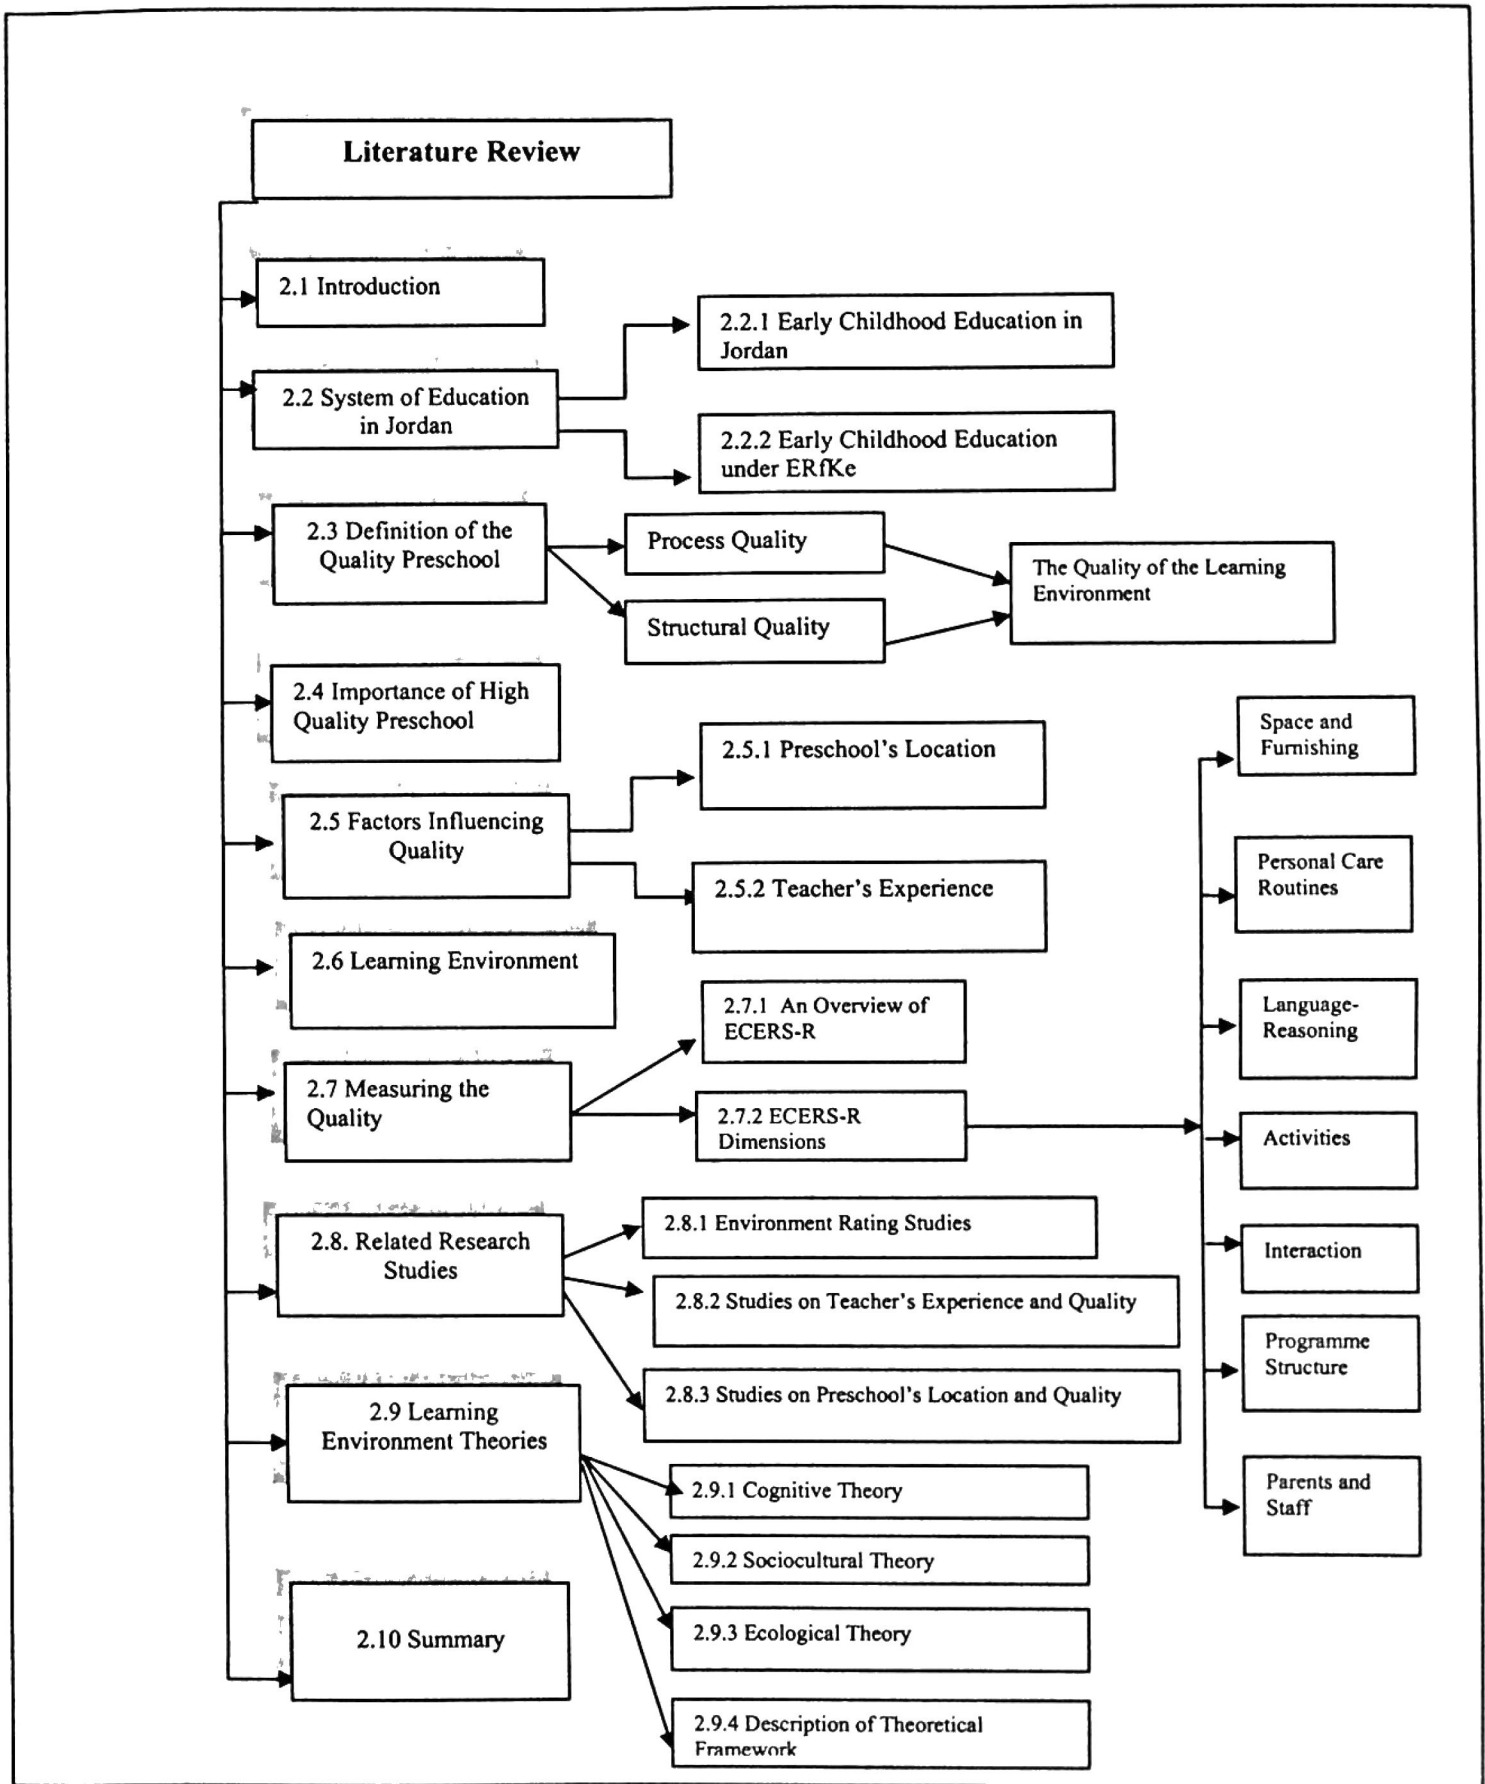 Literature Review
2.1 Introduction
2.2 System of Education
in Jordan
2.2.1 Early Childhood Education in
Jordan
2.2.2 Early Childhood Education
under ERfKe
2.3 Definition of the
Quality Preschool
Process Quality
Structural Quality
The Quality of the Learning
Environment
2.4 Importance of High
Quality Preschool
2.5 Factors Influencing
Quality
2.5.1 Preschool's Location
2.5.2 Teacher's Experience
2.6 Learning Environment
2.7 Measuring the
Quality
2.7.1 An Overview of
ECERS-R
2.7.2 ECERS-R
Dimensions
Space and
Furnishing
Personal Care
Routines
Language-
Reasoning
Activities
Interaction
Programme
Structure
Parents and
Staff
2.8. Related Research
Studies
2.8.1 Environment Rating Studies
2.8.2 Studies on Teacher's Experience and Quality
2.8.3 Studies on Preschool's Location and Quality
2.9 Learning
Environment Theories
2.9.1 Cognitive Theory
2.9.2 Sociocultural Theory
2.9.3 Ecological Theory
2.9.4 Description of Theoretical
Framework
2.10 Summary